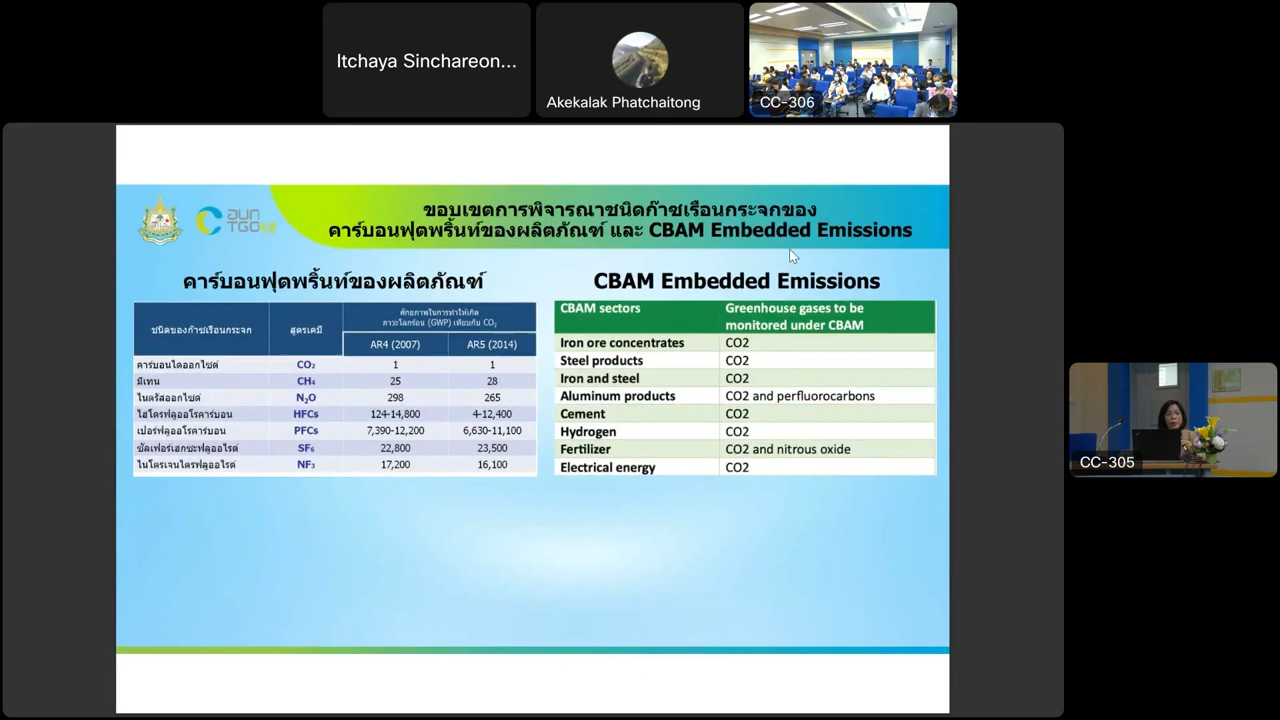 Itchaya Sinchareon...
Akekalak Phatchaitong
CC-306
ขอบเขตการพิจารณาชนิดก๊าซเรือนกระจกของ
คาร์บอนฟุตพริ้นท์ของผลิตภัณฑ์ และ CBAM Embedded Emissions
TGO
คาร์บอนฟุตพริ้นท์ของผลิตภัณฑ์
ชนิดของก๊าซเรือนกระจก สูตรเคมี ศักยภาพในการทำให้เกิด
ภาวะโลกร้อน (GWP) เทียบกับ CO₂
AR4 (2007) AR5 (2014)
คาร์บอนไดออกไซด์ CO₂ 1 1
มีเทน CH₄ 25 28
ไนตรัสออกไซด์ N₂O 298 265
ไฮโดรฟลูออโรคาร์บอน HFCs 124-14,800 4-12,400
เปอร์ฟลูออโรคาร์บอน PFCs 7,390-12,200 6,630-11,100
ซัลเฟอร์เฮกซะฟลูออไรด์ SF₆ 22,800 23,500
ไนโตรเจนไตรฟลูออไรด์ NF₃ 17,200 16,100
CBAM Embedded Emissions
CBAM sectors Greenhouse gases to be
monitored under CBAM
Iron ore concentrates CO2
Steel products CO2
Iron and steel CO2
Aluminum products CO2 and perfluorocarbons
Cement CO2
Hydrogen CO2
Fertilizer CO2 and nitrous oxide
Electrical energy CO2
CC-305